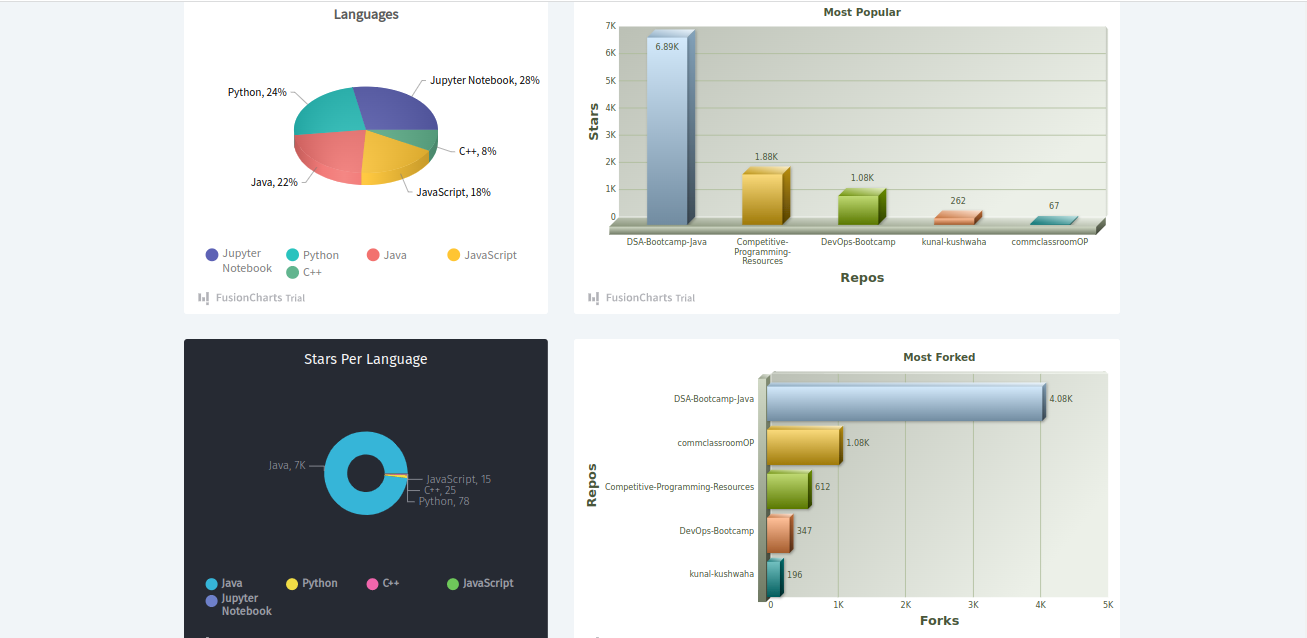 Languages
Jupyter Notebook, 28%
Python, 24%
C++, 8%
Java, 22%
JavaScript, 18%
Jupyter
Notebook
Python
Java
JavaScript
C++
FusionCharts Trial
Most Popular
Stars
7K
6K
5K
4K
3K
2K
1K
0
6.89K
1.88K
1.08K
262
67
DSA-Bootcamp-Java
Competitive-
Programming-
Resources
DevOps-Bootcamp
kunal-kushwaha
commclassroomOP
Repos
FusionCharts Trial
Stars Per Language
Java, 7K
JavaScript, 15
C++, 25
Python, 78
Java
Python
C++
JavaScript
Jupyter
Notebook
Most Forked
Repos
DSA-Bootcamp-Java
4.08K
commclassroomOP
1.08K
Competitive-Programming-Resources
612
DevOps-Bootcamp
347
kunal-kushwaha
196
0
1K
2K
3K
4K
5K
Forks